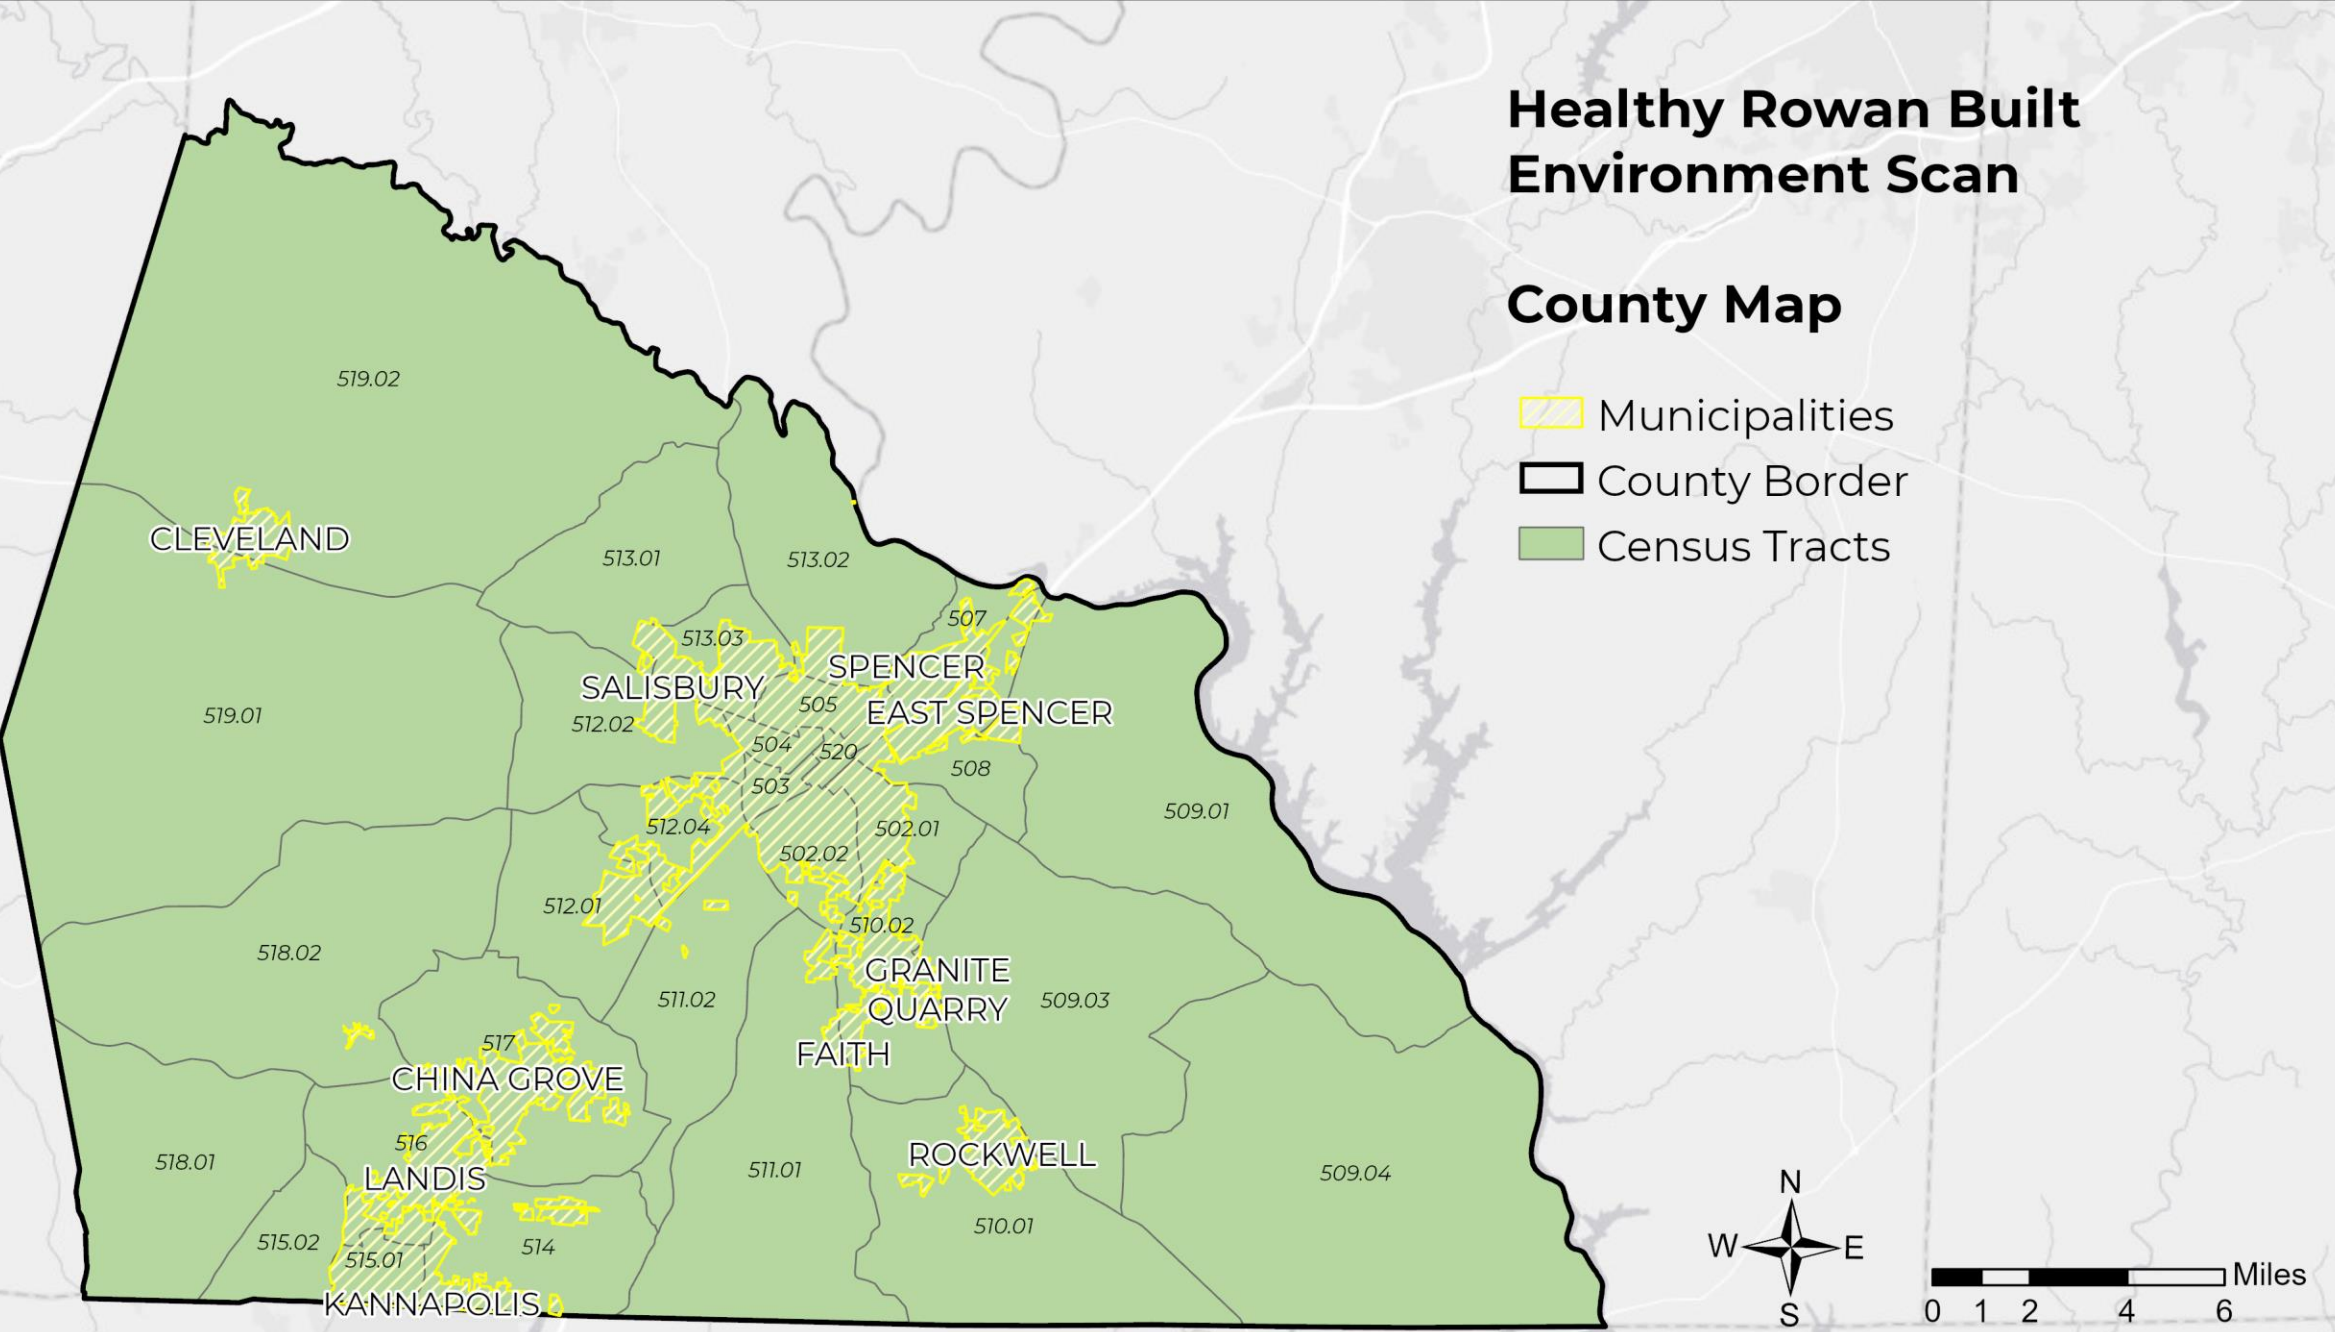 Healthy Rowan Built
Environment Scan
County Map
Municipalities
County Border
Census Tracts
519.02
CLEVELAND
513.01
513.02
507
513.03
SPENCER
SALISBURY
505
EAST SPENCER
519.01
512.02
504
520
508
503
509.01
512.04
502.01
502.02
512.01
510.02
518.02
GRANITE
QUARRY
511.02
509.03
517
FAITH
CHINA GROVE
516
ROCKWELL
518.01
LANDIS
511.01
509.04
510.01
515.02
514
515.01
KANNAPOLIS
N
W
E
S
Miles
0 1 2 4 6